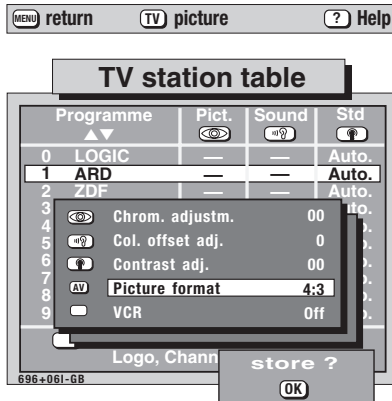 MENU return TV picture ? Help
TV station table
Programme Pict. Sound Std
0 LOGIC — — Auto.
1 ARD — — Auto.
2 ZDF
3 uto.
4 o.
5 o.
6 o.
7 o.
8 o.
9 o.
Chrom. adjustm. 00
Col. offset adj. 0
Contrast adj. 00
AV Picture format 4:3
VCR Off
Logo, Chann
store ?
OK
696+06I-GB